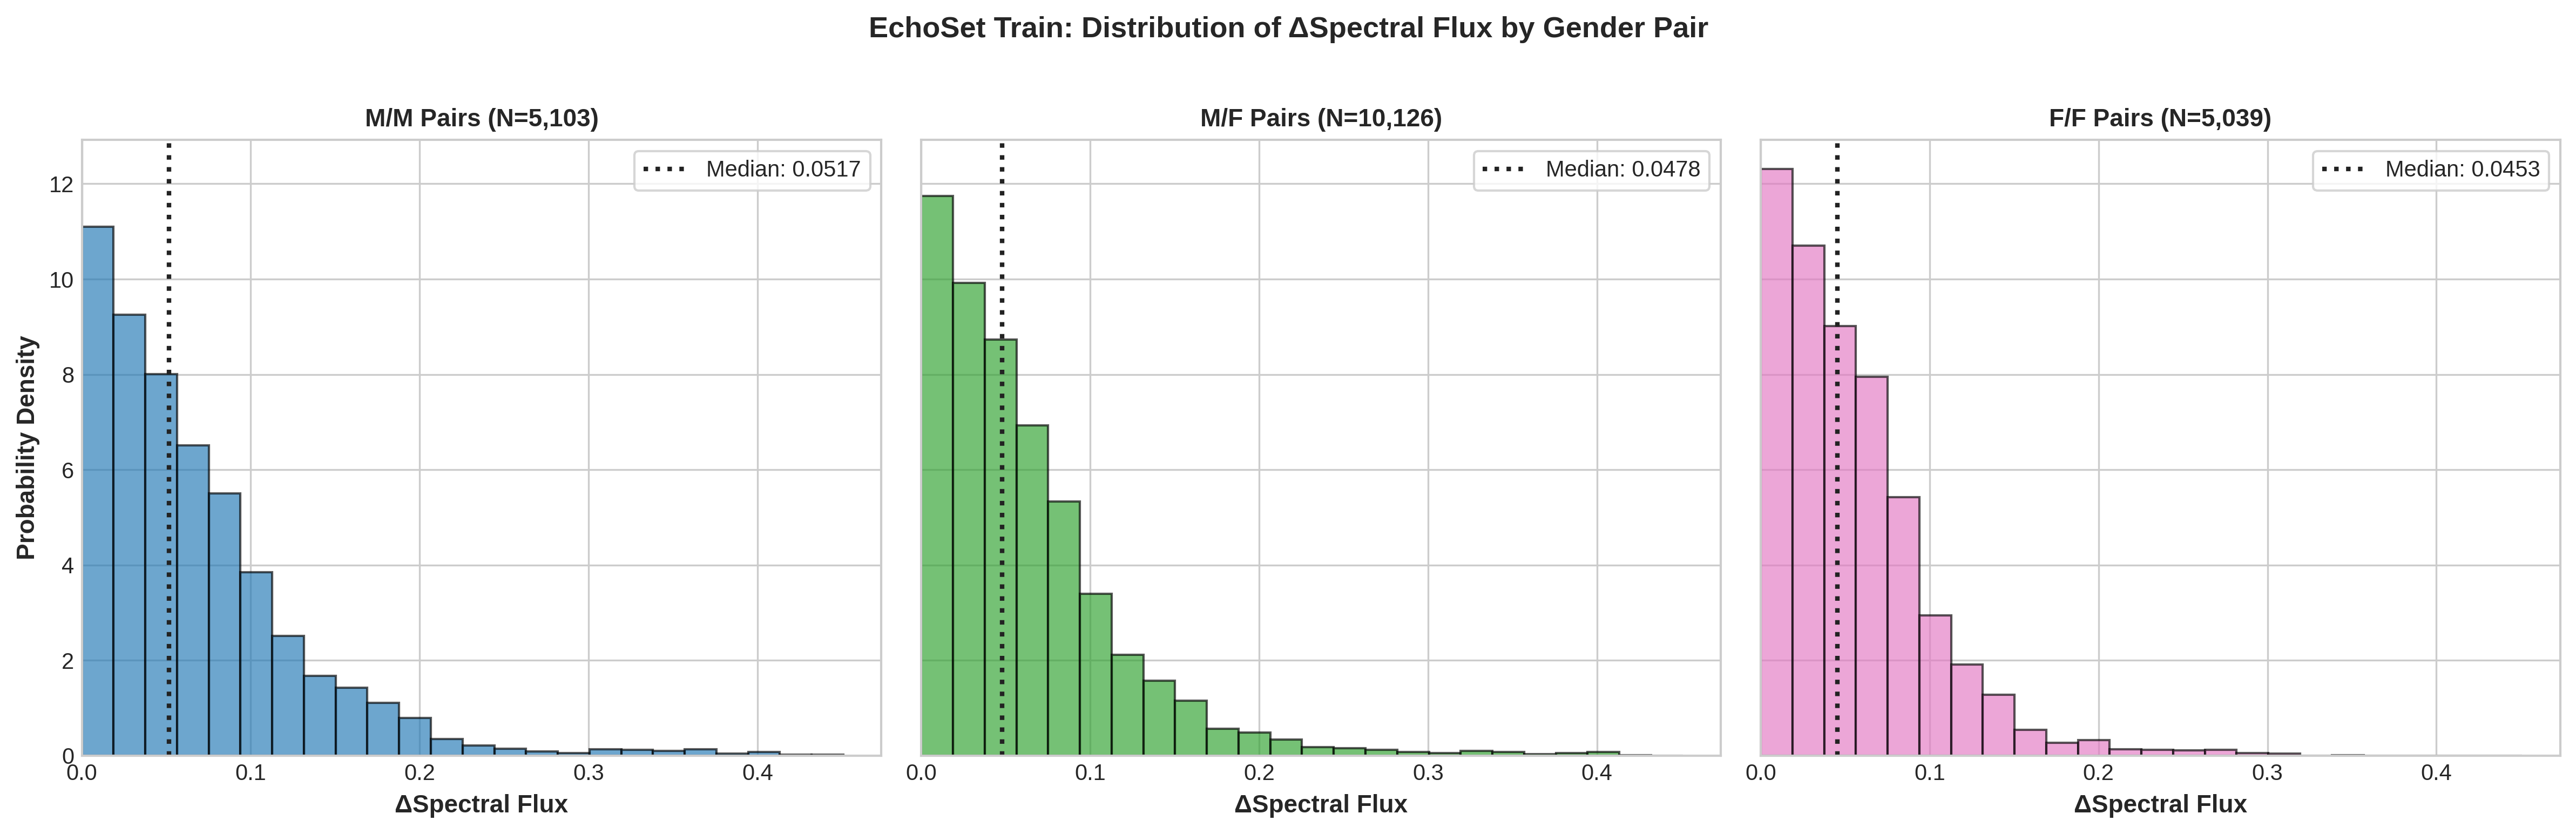 EchoSet Train: Distribution of ΔSpectral Flux by Gender Pair
M/M Pairs (N=5,103)
Median: 0.0517
Probability Density
12
10
8
6
4
2
0
0.0 0.1 0.2 0.3 0.4
ΔSpectral Flux
M/F Pairs (N=10,126)
Median: 0.0478
0.0 0.1 0.2 0.3 0.4
ΔSpectral Flux
F/F Pairs (N=5,039)
Median: 0.0453
0.0 0.1 0.2 0.3 0.4
ΔSpectral Flux